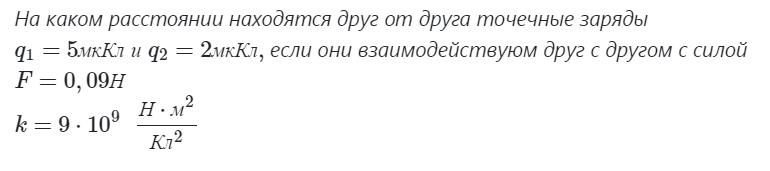 На каком расстоянии находятся друг от друга точечные заряды
q₁ = 5мкКл и q₂ = 2мкКл, если они взаимодействуюм друг с другом с силой
F = 0,09Н
k = 9 · 10⁹ Н · м² / Кл²